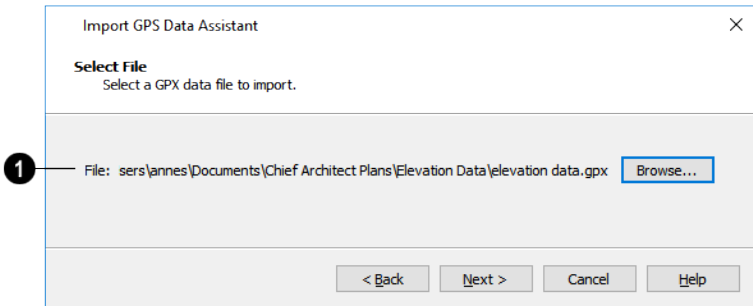 Import GPS Data Assistant
Select File
Select a GPX data file to import.
1
File: sers\annes\Documents\Chief Architect Plans\Elevation Data\elevation data.gpx Browse...
< Back Next > Cancel Help